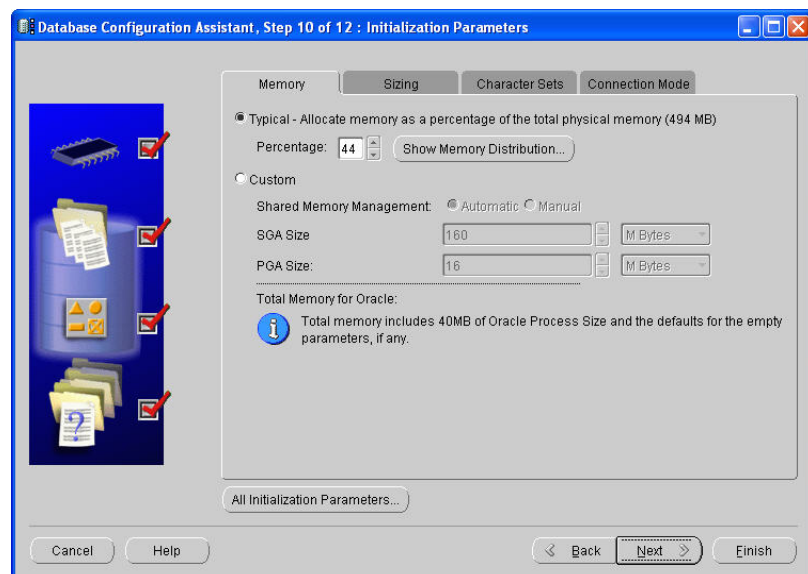 Database Configuration Assistant, Step 10 of 12 : Initialization Parameters
Memory Sizing Character Sets Connection Mode
Typical - Allocate memory as a percentage of the total physical memory (494 MB)
Percentage: 44 Show Memory Distribution...
Custom
Shared Memory Management: Automatic Manual
SGA Size 160 M Bytes
PGA Size: 16 M Bytes
Total Memory for Oracle:
Total memory includes 40MB of Oracle Process Size and the defaults for the empty
parameters, if any.
All Initialization Parameters...
Cancel Help Back Next Finish